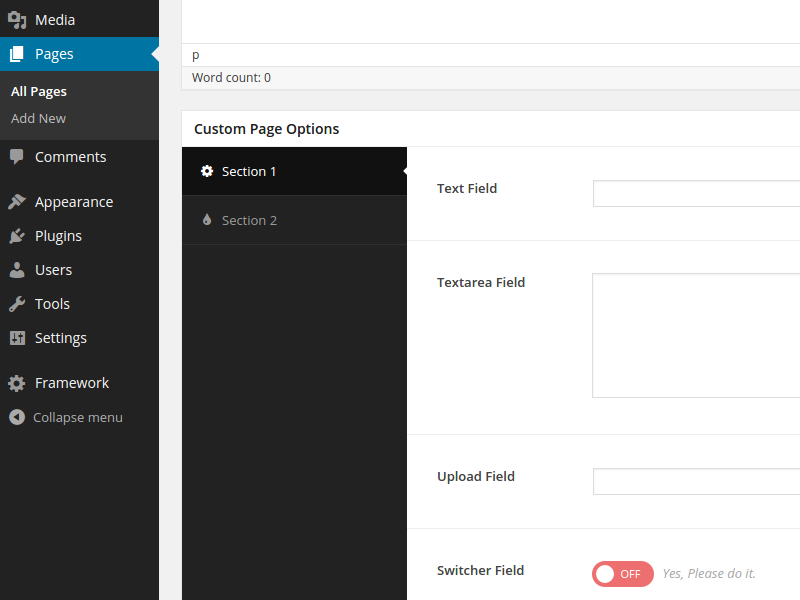 Media
Pages
All Pages
Add New
Comments
Appearance
Plugins
Users
Tools
Settings
Framework
Collapse menu
p
Word count: 0
Custom Page Options
Section 1
Section 2
Text Field
Textarea Field
Upload Field
Switcher Field
OFF Yes, Please do it.